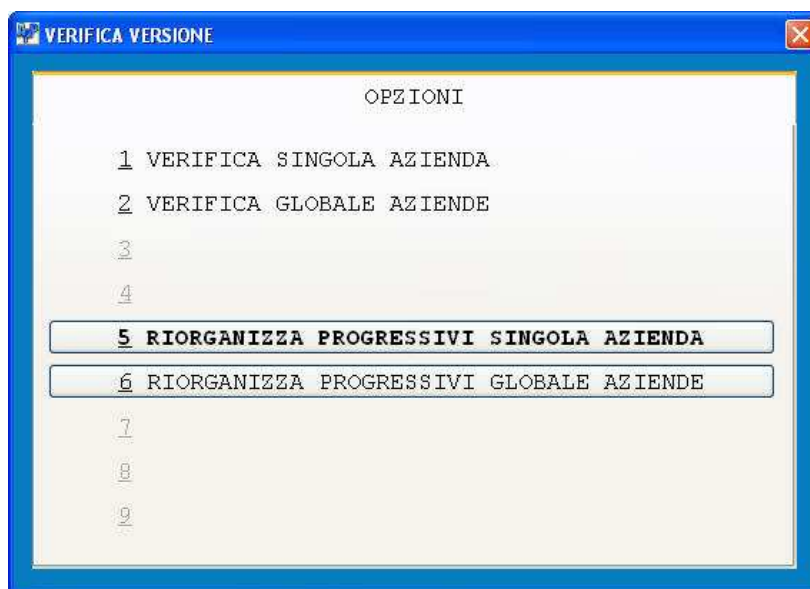 VERIFICA VERSIONE
OPZIONI
1 VERIFICA SINGOLA AZIENDA
2 VERIFICA GLOBALE AZIENDE
3
4
5 RIORGANIZZA PROGRESSIVI SINGOLA AZIENDA
6 RIORGANIZZA PROGRESSIVI GLOBALE AZIENDE
7
8
9